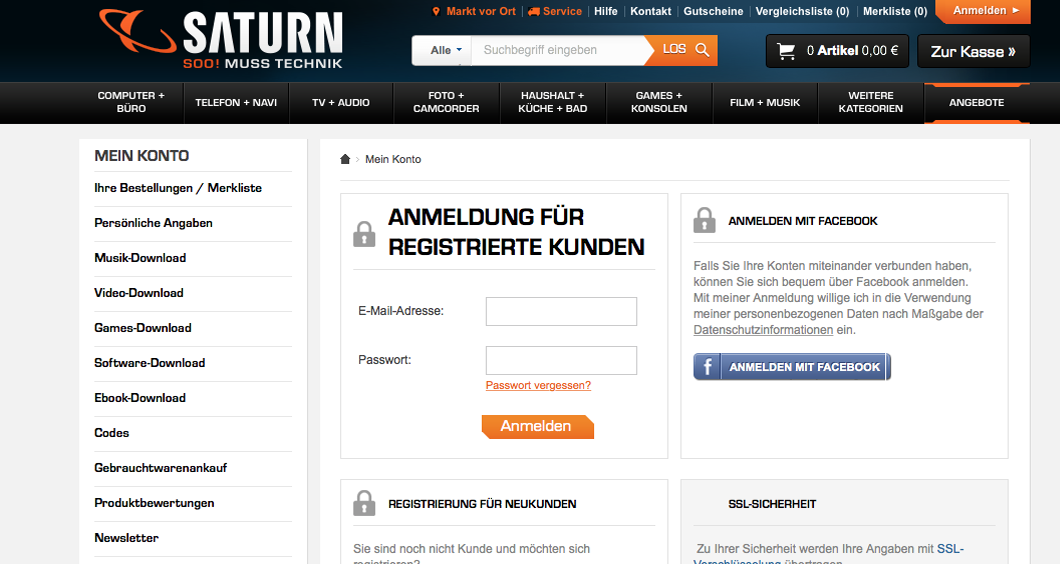 SATURN
SOO! MUSS TECHNIK
Markt vor Ort
Service
Hilfe
Kontakt
Gutscheine
Vergleichsliste (0)
Merkliste (0)
Anmelden ►
Alle
Suchbegriff eingeben
LOS
0 Artikel 0,00 €
Zur Kasse »
COMPUTER +
BÜRO
TELEFON + NAVI
TV + AUDIO
FOTO +
CAMCORDER
HAUSHALT +
KÜCHE + BAD
GAMES +
KONSOLEN
FILM + MUSIK
WEITERE
KATEGORIEN
ANGEBOTE
MEIN KONTO
Ihre Bestellungen / Merkliste
Persönliche Angaben
Musik-Download
Video-Download
Games-Download
Software-Download
Ebook-Download
Codes
Gebrauchtwarenankauf
Produktbewertungen
Newsletter
› Mein Konto
ANMELDUNG FÜR
REGISTRIERTE KUNDEN
E-Mail-Adresse:
Passwort:
Passwort vergessen?
Anmelden
ANMELDEN MIT FACEBOOK
Falls Sie Ihre Konten miteinander verbunden haben,
können Sie sich bequem über Facebook anmelden.
Mit meiner Anmeldung willige ich in die Verwendung
meiner personenbezogenen Daten nach Maßgabe der
Datenschutzinformationen ein.
f ANMELDEN MIT FACEBOOK
REGISTRIERUNG FÜR NEUKUNDEN
Sie sind noch nicht Kunde und möchten sich
registrieren?
SSL-SICHERHEIT
Zu Ihrer Sicherheit werden Ihre Angaben mit SSL-
Verschlüsselung übertragen.